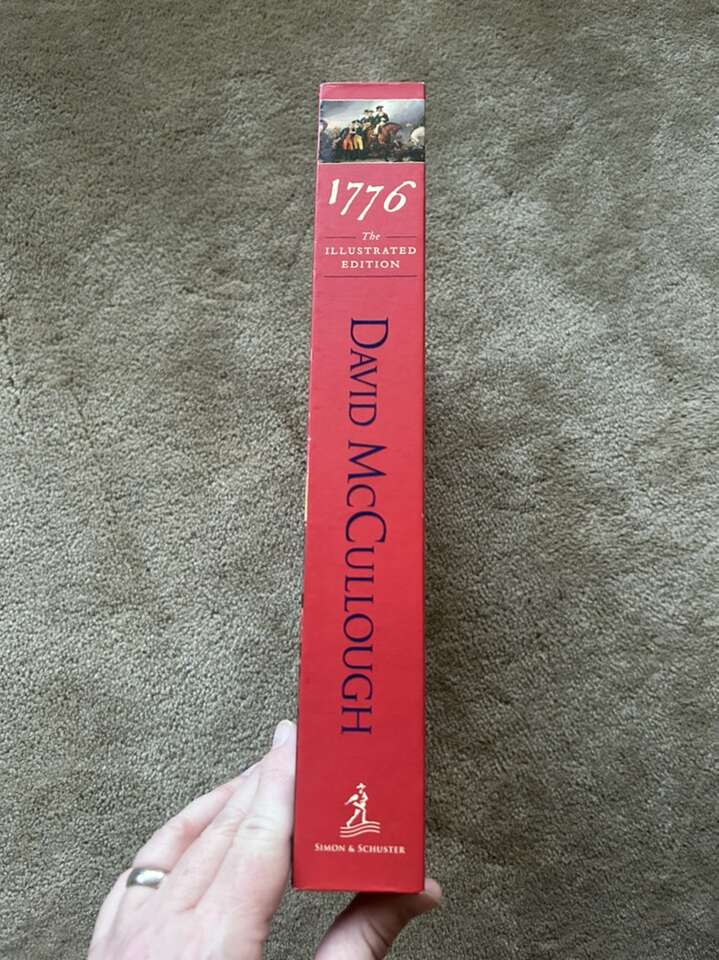 1776
The
ILLUSTRATED
EDITION
DAVID MCCULLOUGH
SIMON & SCHUSTER